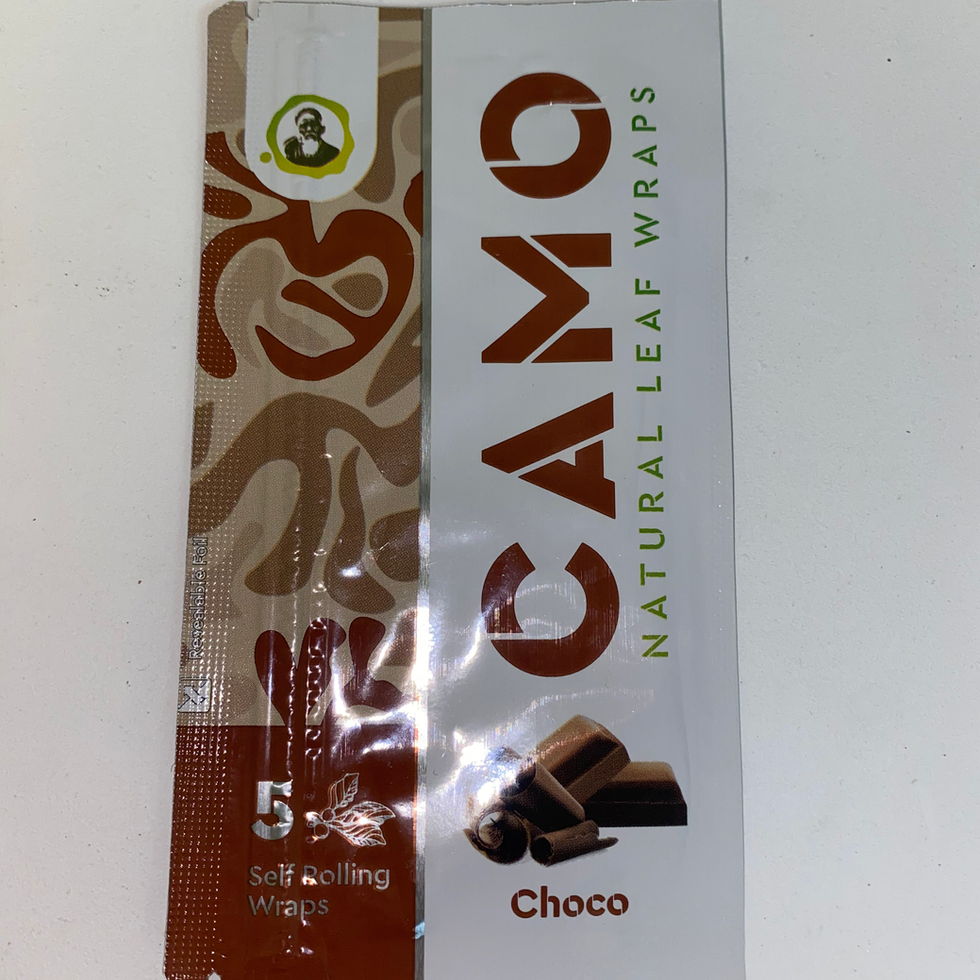 CAMO
NATURAL LEAF WRAPS
Resealable Foil
5
Self Rolling
Wraps
Choco